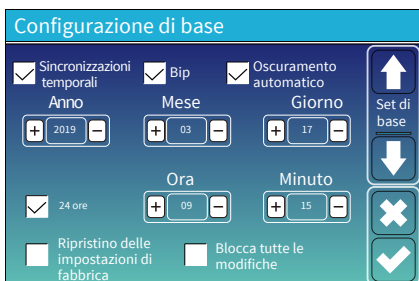 Configurazione di base
Sincronizzazioni
temporali
Bip
Oscuramento
automatico
Anno
Mese
Giorno
+ 2019 −
+ 03 −
+ 17 −
Set di
base
Ora
Minuto
24 ore
+ 09 −
+ 15 −
Ripristino delle
impostazioni di
fabbrica
Blocca tutte le
modifiche